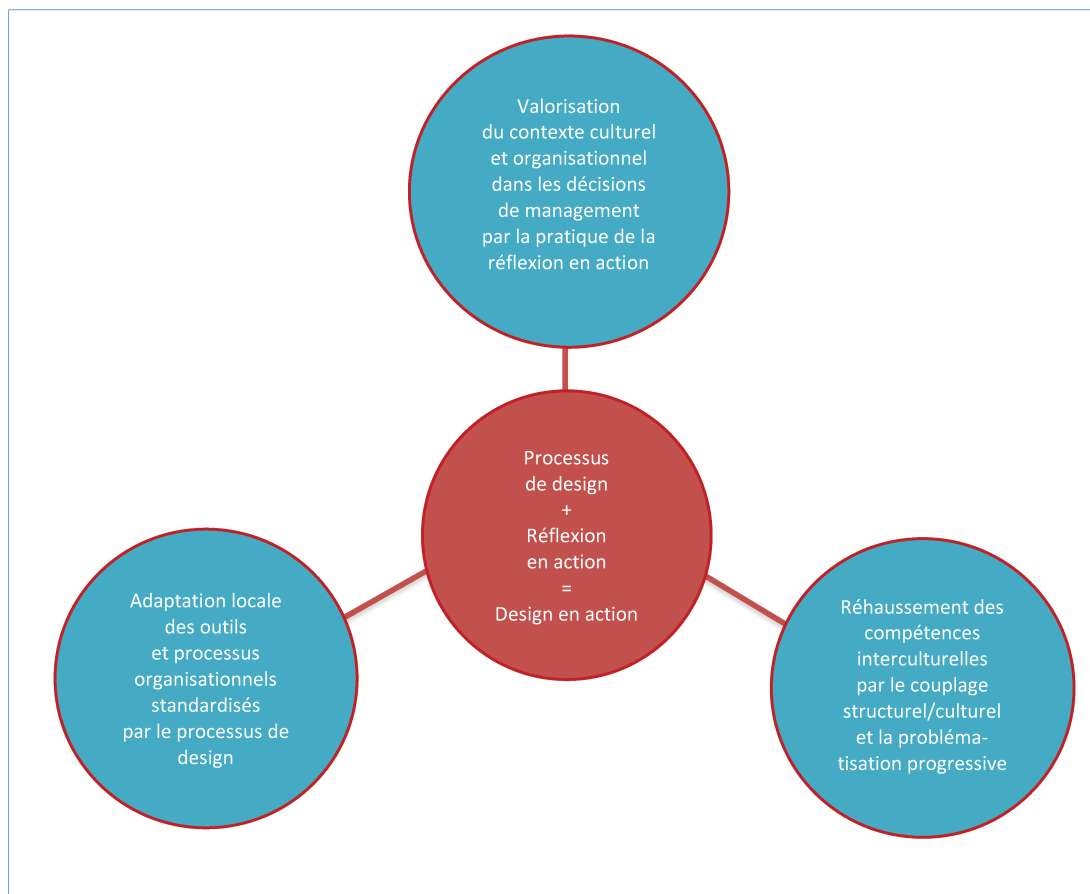 Valorisation
du contexte culturel
et organisationnel
dans les décisions
de management
par la pratique de la
réflexion en action
Processus
de design
+
Réflexion
en action
=
Design en action
Adaptation locale
des outils
et processus
organisationnels
standardisés
par le processus de
design
Réhaussement des
compétences
interculturelles
par le couplage
structurel/culturel
et la probléma-
tisation progressive